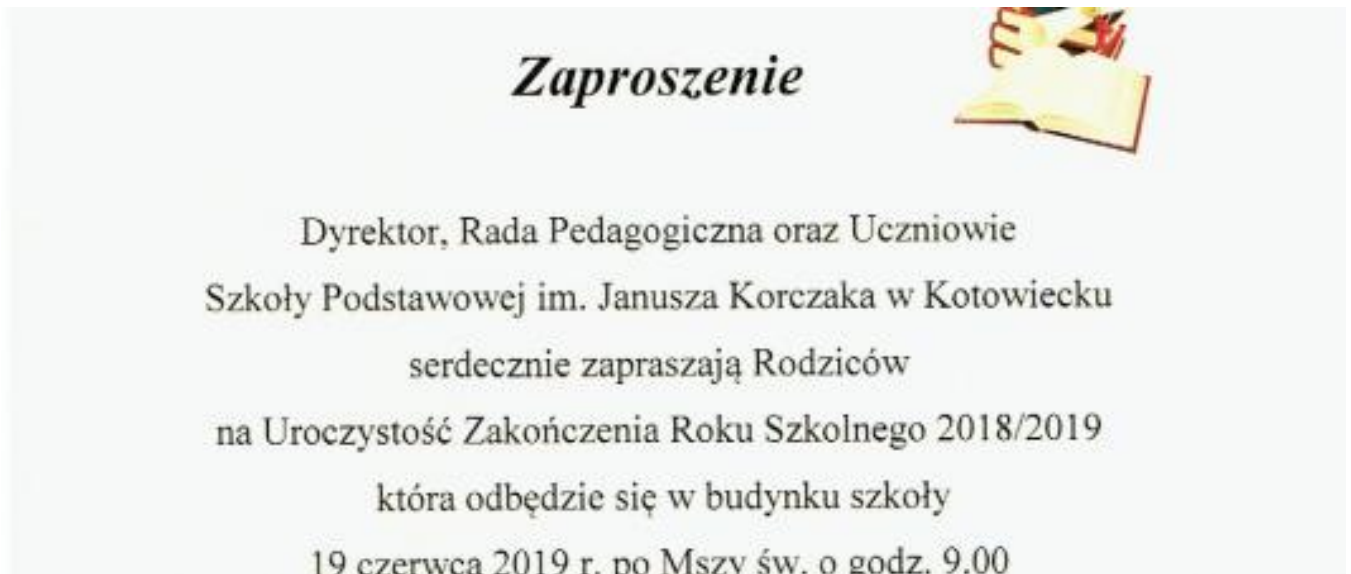 Zaproszenie
Dyrektor, Rada Pedagogiczna oraz Uczniowie
Szkoły Podstawowej im. Janusza Korczaka w Kotowiecku
serdecznie zapraszają Rodziców
na Uroczystość Zakończenia Roku Szkolnego 2018/2019
która odbędzie się w budynku szkoły
19 czerwca 2019 r. po Mszy św. o godz. 9.00